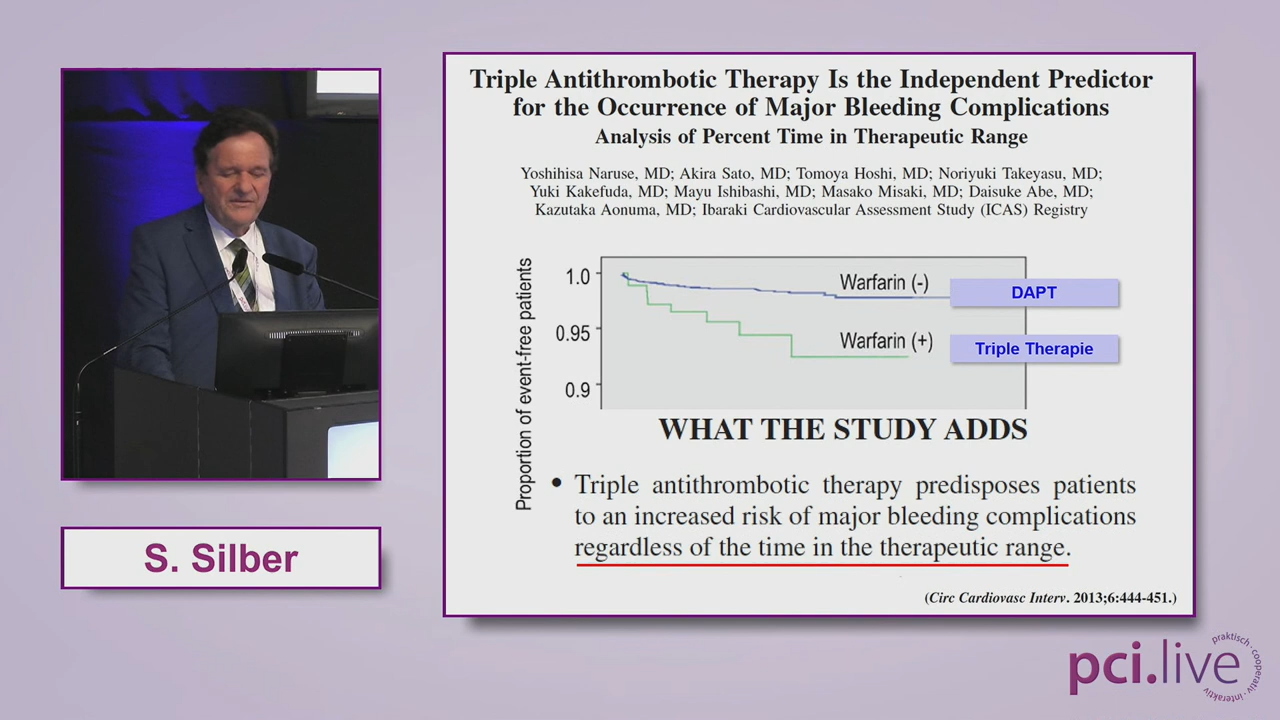 S. Silber
Triple Antithrombotic Therapy Is the Independent Predictor
for the Occurrence of Major Bleeding Complications
Analysis of Percent Time in Therapeutic Range
Yoshihisa Naruse, MD; Akira Sato, MD; Tomoya Hoshi, MD; Noriyuki Takeyasu, MD;
Yuki Kakefuda, MD; Mayu Ishibashi, MD; Masako Misaki, MD; Daisuke Abe, MD;
Kazutaka Aonuma, MD; Ibaraki Cardiovascular Assessment Study (ICAS) Registry
Proportion of event-free patients
1.0
0.95
0.9
Warfarin (-)
DAPT
Warfarin (+)
Triple Therapie
WHAT THE STUDY ADDS
• Triple antithrombotic therapy predisposes patients
to an increased risk of major bleeding complications
regardless of the time in the therapeutic range.
(Circ Cardiovasc Interv. 2013;6:444-451.)
pci.live
praktisch · cooperativ · interaktiv